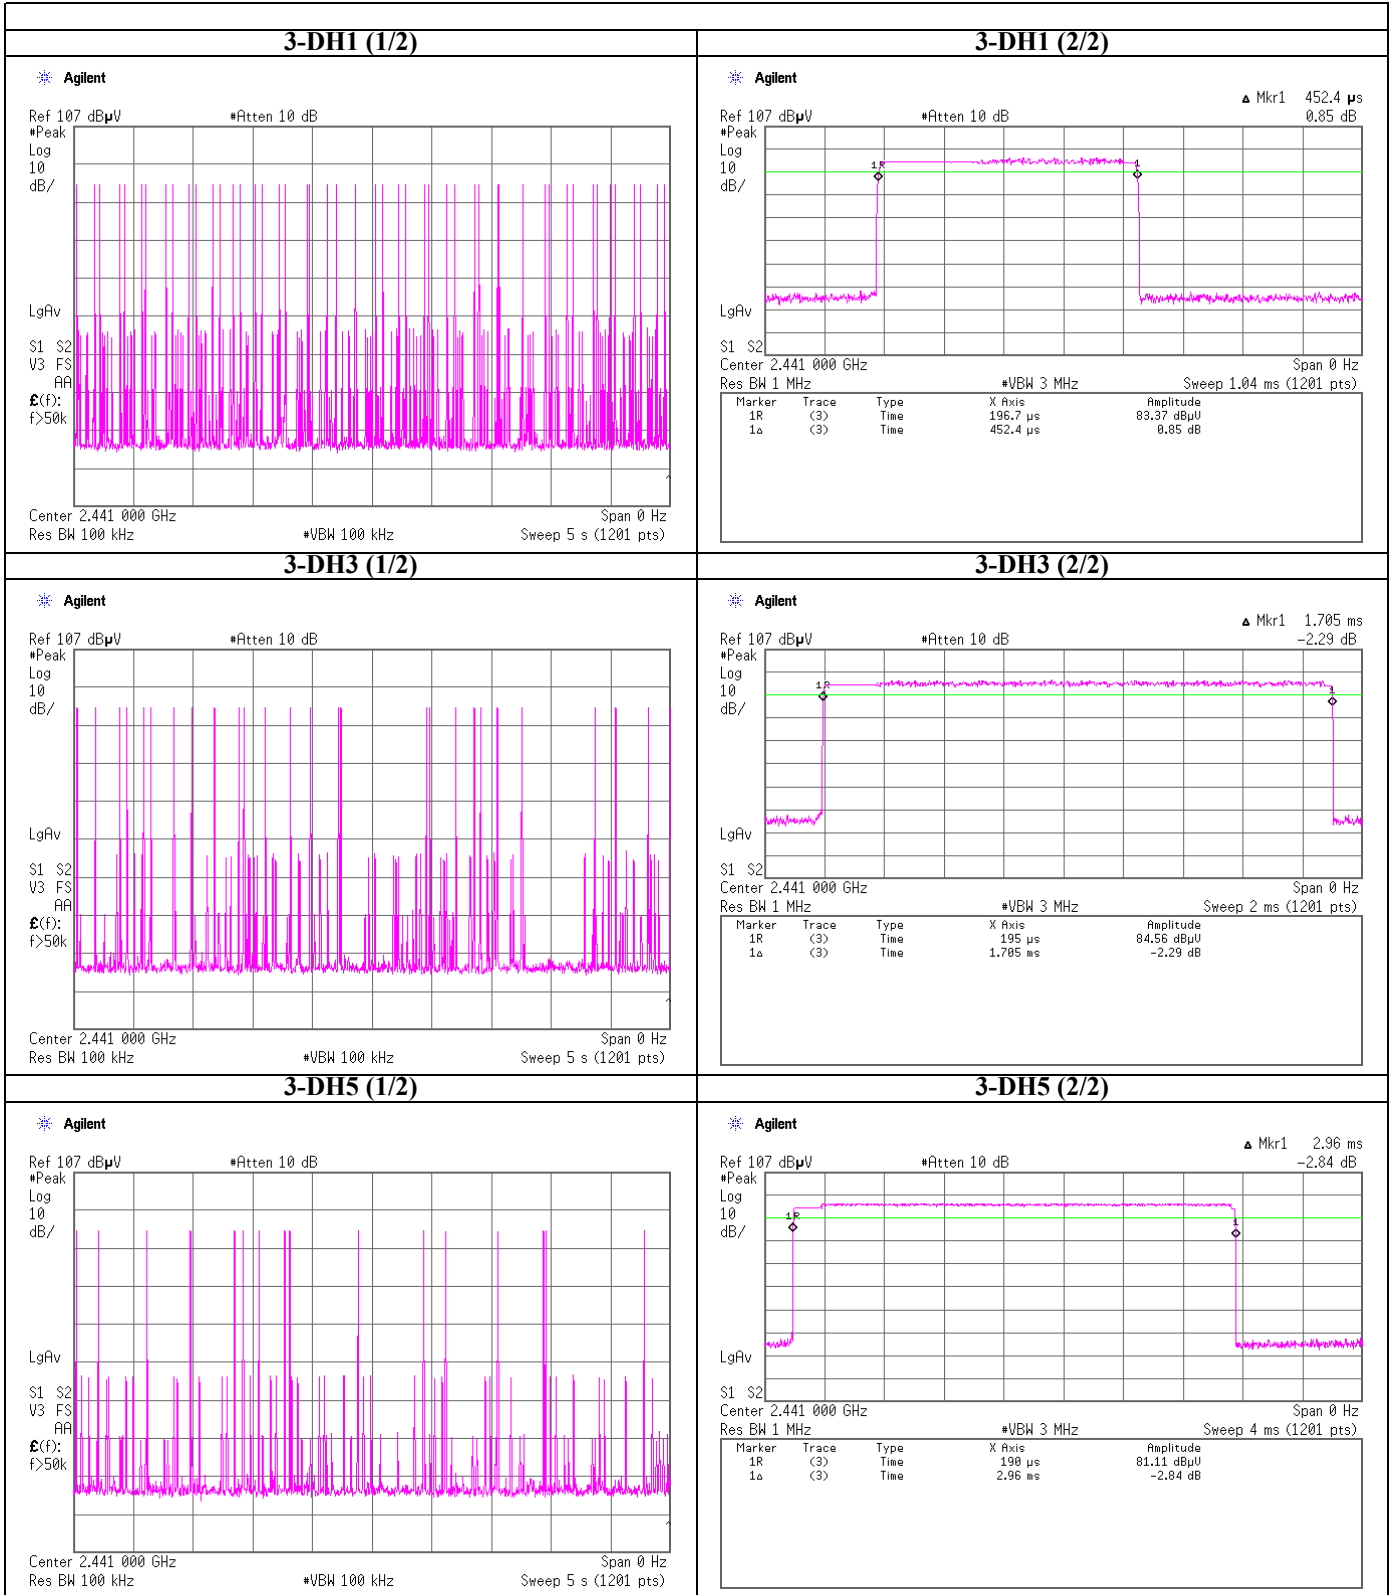 3-DH1 (1/2)
3-DH1 (2/2)
Agilent
Ref 107 dBµV #Atten 10 dB
#Peak
Log
10
dB/
LgAv
S1 S2
V3 FS
AA
£(f):
f>50k
Center 2.441 000 GHz Span 0 Hz
Res BW 100 kHz #VBW 100 kHz Sweep 5 s (1201 pts)
Agilent
Δ Mkr1 452.4 µs
Ref 107 dBµV #Atten 10 dB 0.85 dB
#Peak
Log
10
dB/
1R
1
LgAv
S1 S2
Center 2.441 000 GHz Span 0 Hz
Res BW 1 MHz #VBW 3 MHz Sweep 1.04 ms (1201 pts)
Marker Trace Type X Axis Amplitude
1R (3) Time 196.7 µs 83.37 dBµV
1Δ (3) Time 452.4 µs 0.85 dB
3-DH3 (1/2)
3-DH3 (2/2)
Agilent
Ref 107 dBµV #Atten 10 dB
#Peak
Log
10
dB/
LgAv
S1 S2
V3 FS
AA
£(f):
f>50k
Center 2.441 000 GHz Span 0 Hz
Res BW 100 kHz #VBW 100 kHz Sweep 5 s (1201 pts)
Agilent
Δ Mkr1 1.705 ms
Ref 107 dBµV #Atten 10 dB -2.29 dB
#Peak
Log
10
dB/
1R
1
LgAv
S1 S2
Center 2.441 000 GHz Span 0 Hz
Res BW 1 MHz #VBW 3 MHz Sweep 2 ms (1201 pts)
Marker Trace Type X Axis Amplitude
1R (3) Time 195 µs 84.56 dBµV
1Δ (3) Time 1.705 ms -2.29 dB
3-DH5 (1/2)
3-DH5 (2/2)
Agilent
Ref 107 dBµV #Atten 10 dB
#Peak
Log
10
dB/
LgAv
S1 S2
V3 FS
AA
£(f):
f>50k
Center 2.441 000 GHz Span 0 Hz
Res BW 100 kHz #VBW 100 kHz Sweep 5 s (1201 pts)
Agilent
Δ Mkr1 2.96 ms
Ref 107 dBµV #Atten 10 dB -2.84 dB
#Peak
Log
10
dB/
1R
1
LgAv
S1 S2
Center 2.441 000 GHz Span 0 Hz
Res BW 1 MHz #VBW 3 MHz Sweep 4 ms (1201 pts)
Marker Trace Type X Axis Amplitude
1R (3) Time 190 µs 81.11 dBµV
1Δ (3) Time 2.96 ms -2.84 dB